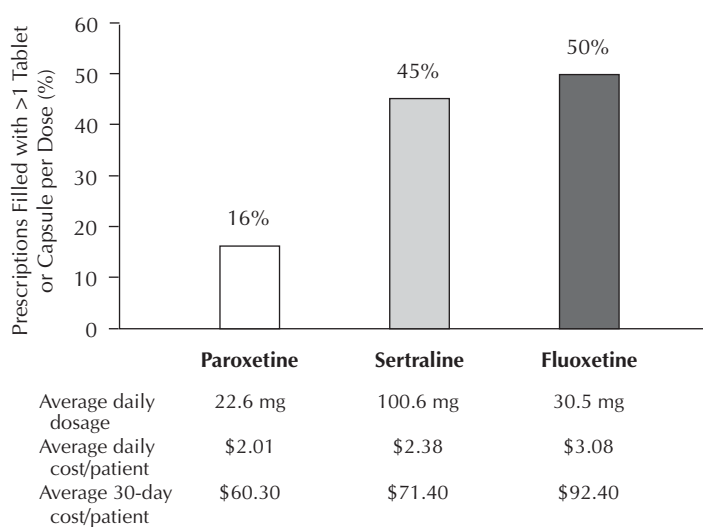 Prescriptions Filled with >1 Tablet
or Capsule per Dose (%)
60
50
40
30
20
10
0
16%
45%
50%
Paroxetine Sertraline Fluoxetine
Average daily 22.6 mg 100.6 mg 30.5 mg
dosage
Average daily $2.01 $2.38 $3.08
cost/patient
Average 30-day $60.30 $71.40 $92.40
cost/patient